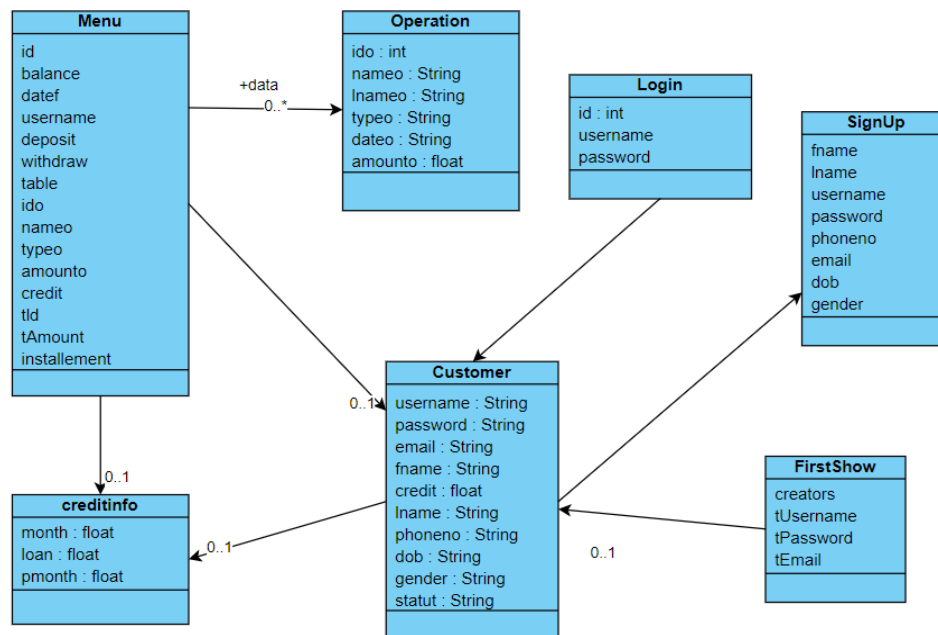 Menu
id
balance
datef
username
deposit
withdraw
table
ido
nameo
typeo
amounto
credit
tId
tAmount
installement
+data
0..*
Operation
ido : int
nameo : String
lnameo : String
typeo : String
dateo : String
amounto : float
Login
id : int
username
password
SignUp
fname
lname
username
password
phoneno
email
dob
gender
0..1
Customer
username : String
password : String
email : String
fname : String
credit : float
lname : String
phoneno : String
dob : String
gender : String
statut : String
0..1
creditinfo
month : float
loan : float
pmonth : float
0..1
0..1
FirstShow
creators
tUsername
tPassword
tEmail